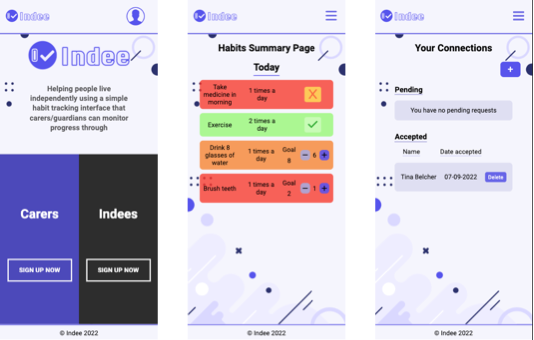 Indee
Indee
Helping people live
independently using a simple
habit tracking interface that
carers/guardians can monitor
progress through
Carers
Indees
SIGN UP NOW
SIGN UP NOW
© Indee 2022
Indee
Habits Summary Page
Today
Take
medicine in
morning
1 times a
day
Exercise
2 times a
day
Drink 8
glasses of
water
1 times a
day
Goal
8
− 6 +
Brush teeth
1 times a
day
Goal
2
− 1 +
© Indee 2022
Indee
Your Connections
+
Pending
You have no pending requests
Accepted
Name Date accepted
Tina Belcher 07-09-2022 Delete
© Indee 2022